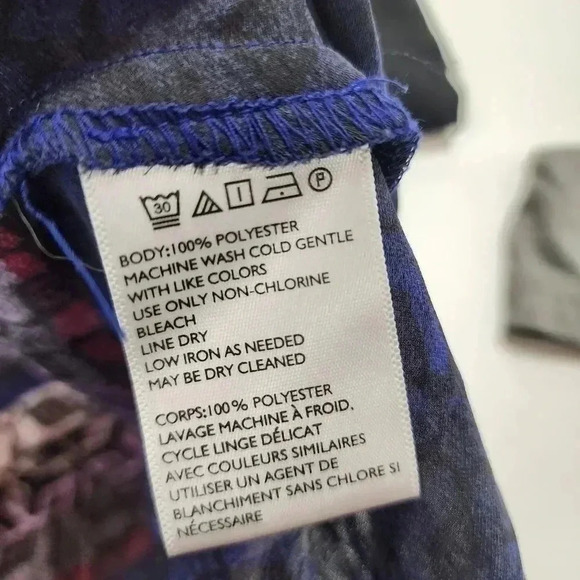 30 P
BODY:100% POLYESTER
MACHINE WASH COLD GENTLE
WITH LIKE COLORS
USE ONLY NON-CHLORINE
BLEACH
LINE DRY
LOW IRON AS NEEDED
MAY BE DRY CLEANED
CORPS:100% POLYESTER
LAVAGE MACHINE À FROID,
CYCLE LINGE DÉLICAT
AVEC COULEURS SIMILAIRES
UTILISER UN AGENT DE
BLANCHIMENT SANS CHLORE SI
NÉCESSAIRE